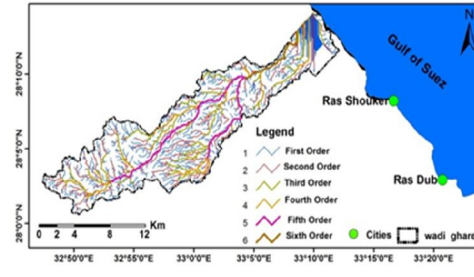 N
Gulf of Suez
28°10'0"N
Ras Shouker
Legend
1 First Order
28°5'0"N
2 Second Order
3 Third Order
Ras Dub
4 Fourth Order
5 Fifth Order
28°0'0"N
Km
0 2 4 8 12
6 Sixth Order
Cities
wadi ghard
32°50'0"E 32°55'0"E 33°0'0"E 33°5'0"E 33°10'0"E 33°15'0"E 33°20'0"E